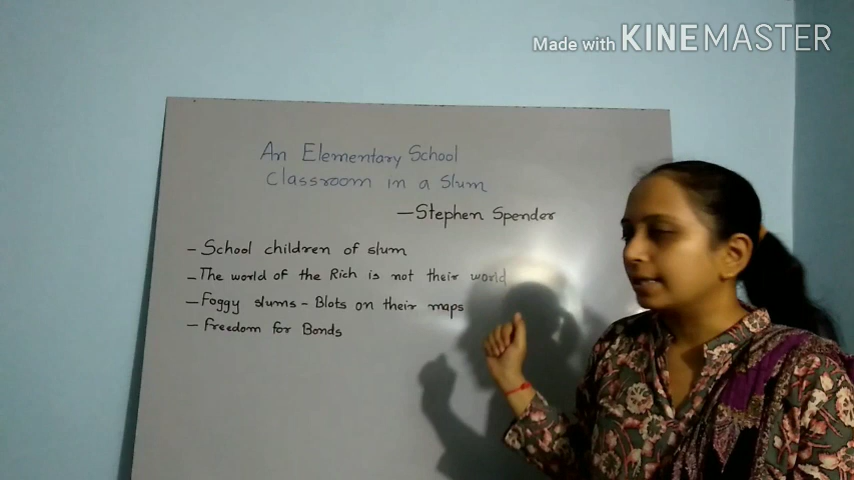 Made with KINEMASTER
An Elementary School
Classroom in a Slum
- Stephen Spender
- School children of slum
- The world of the Rich is not their world
- Foggy slums - Blots on their maps
- Freedom for Bonds